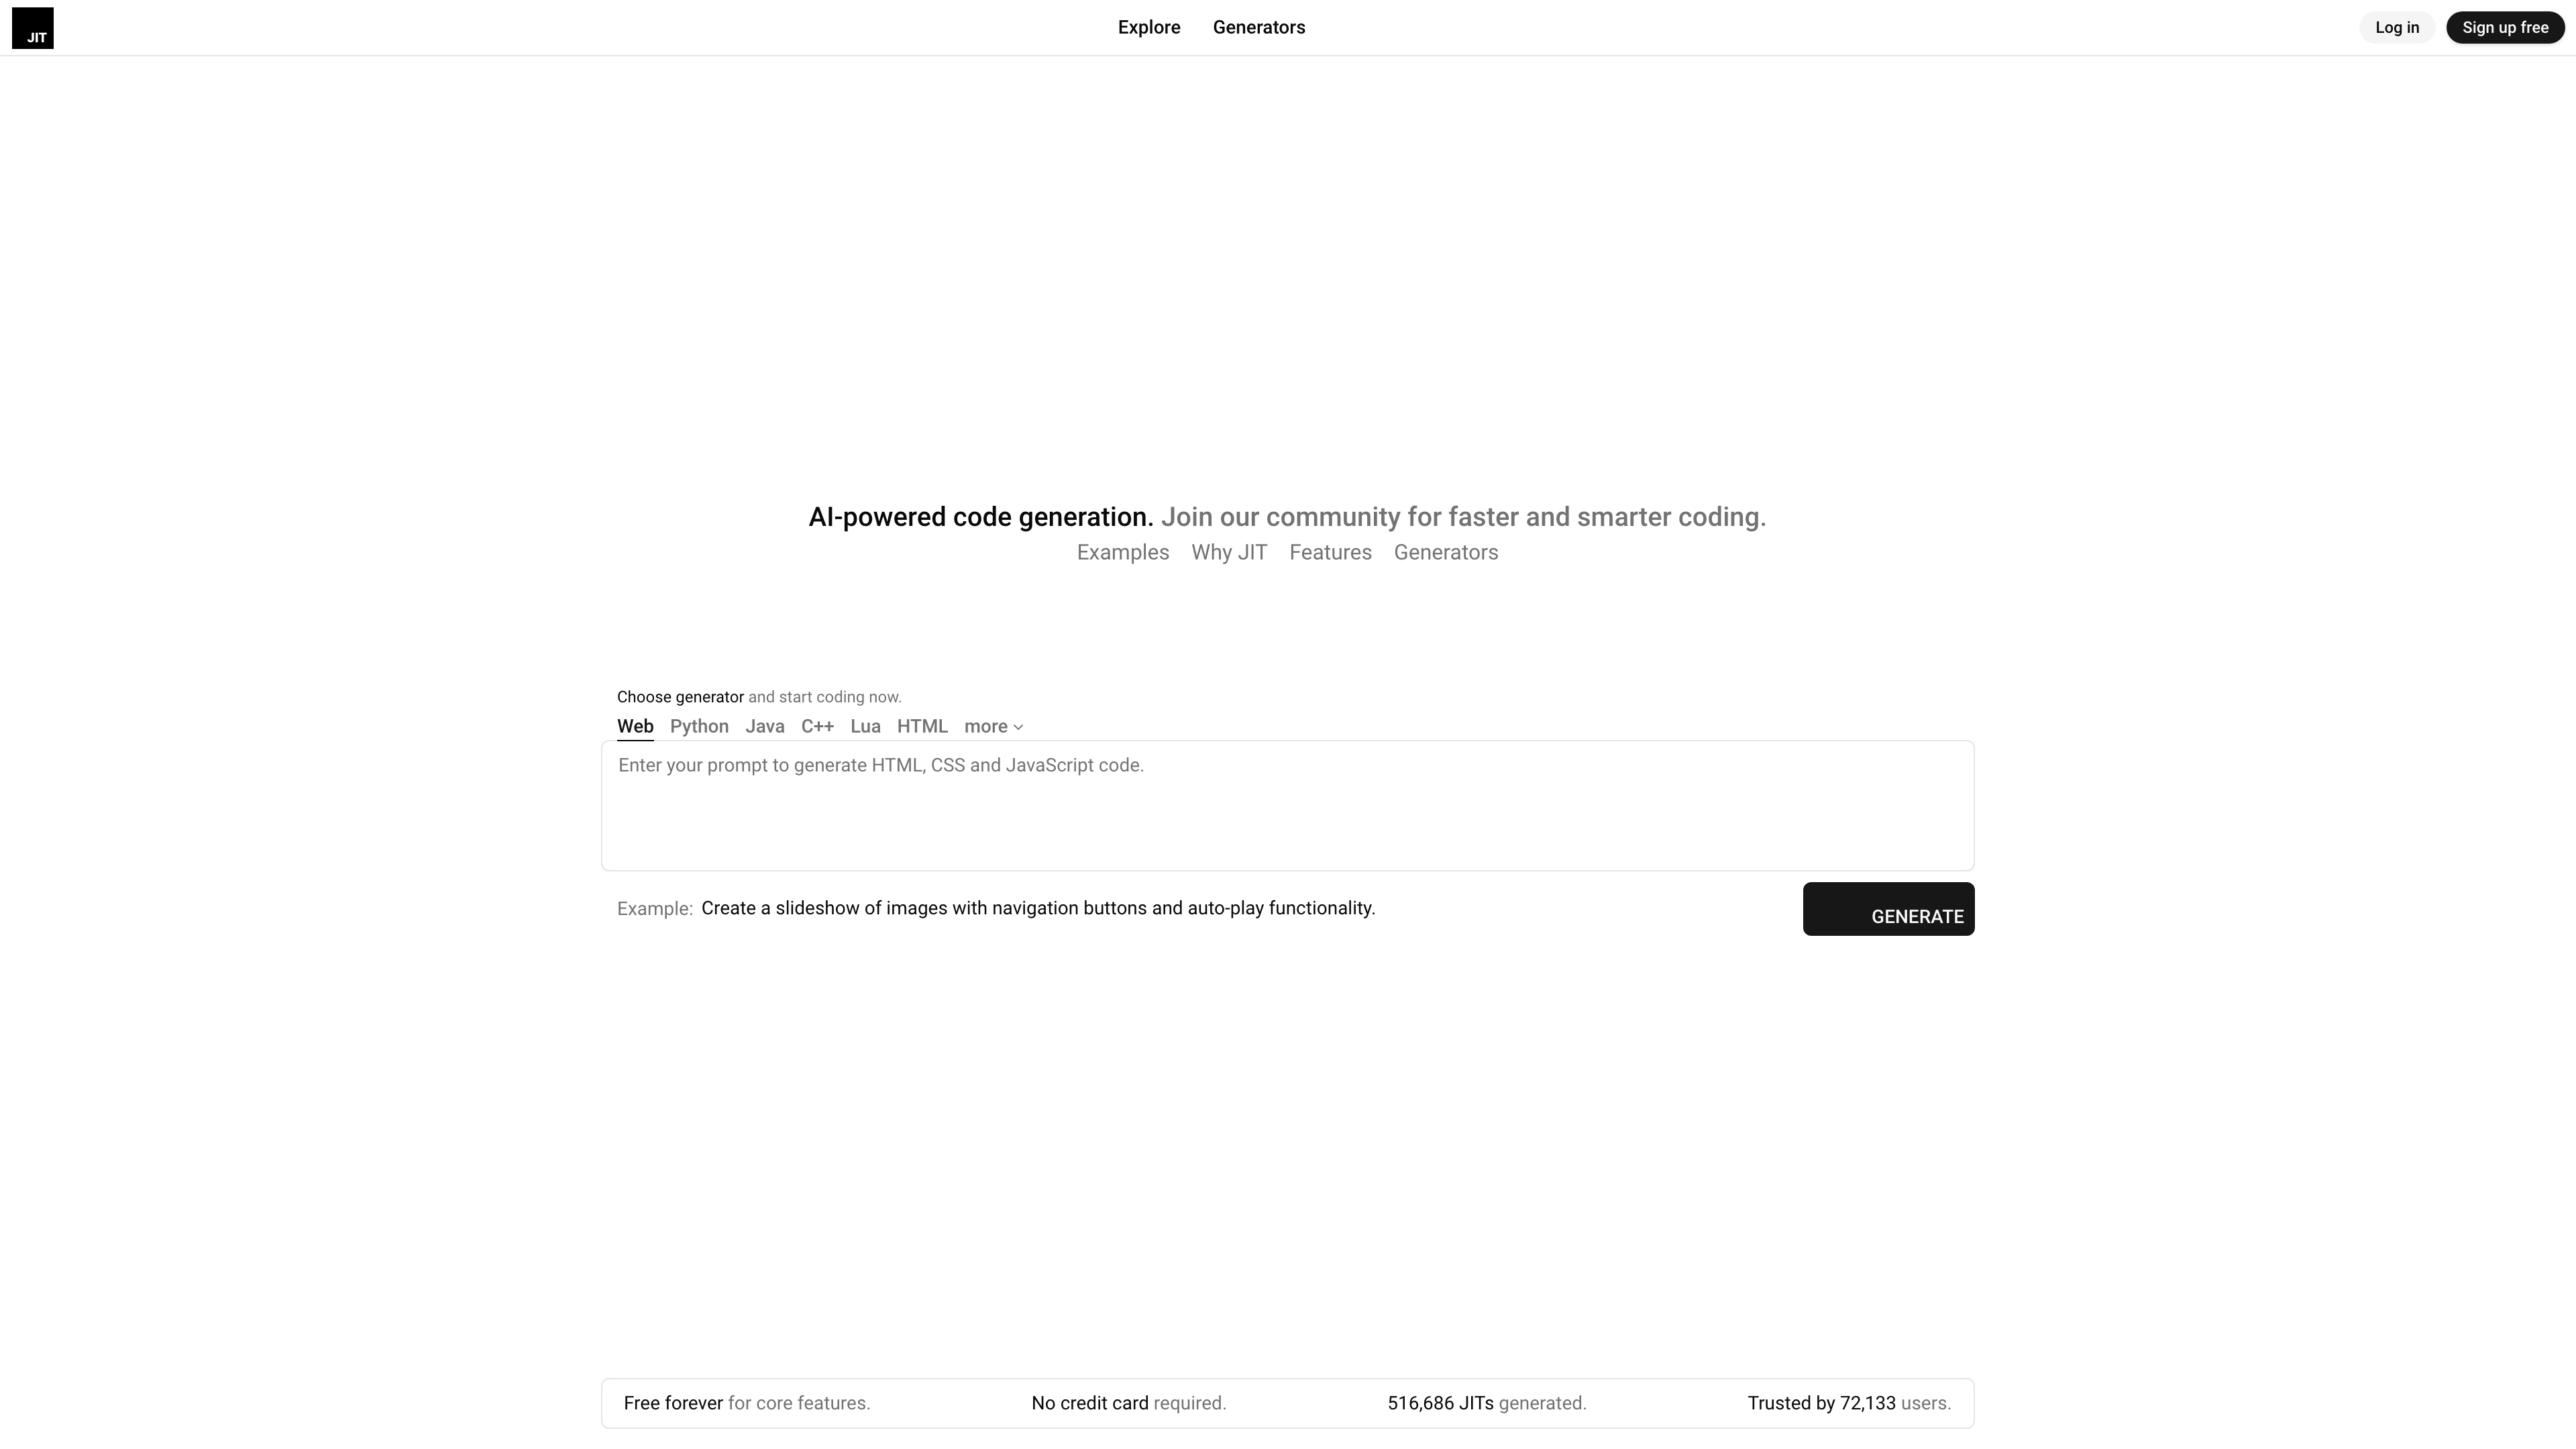 JIT
Explore Generators
Log in Sign up free
AI-powered code generation. Join our community for faster and smarter coding.
Examples Why JIT Features Generators
Choose generator and start coding now.
Web Python Java C++ Lua HTML more
Enter your prompt to generate HTML, CSS and JavaScript code.
Example: Create a slideshow of images with navigation buttons and auto-play functionality.
GENERATE
Free forever for core features. No credit card required. 516,686 JITs generated. Trusted by 72,133 users.